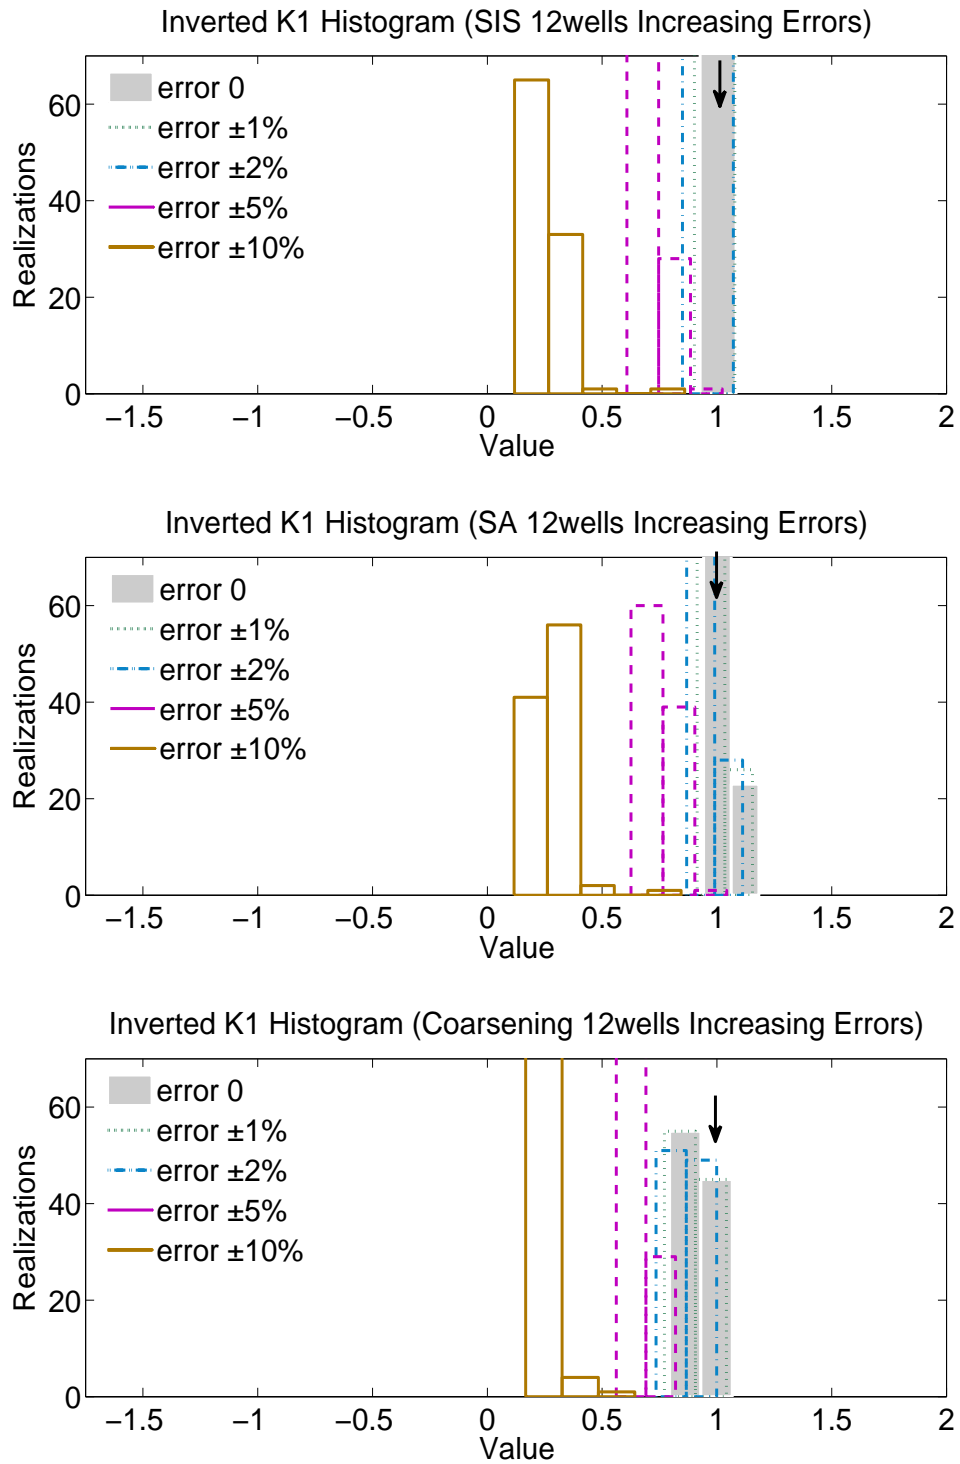 Inverted K1 Histogram (SIS 12wells Increasing Errors)
error 0
error ±1%
error ±2%
error ±5%
error ±10%
Realizations
60
40
20
0
−1.5 −1 −0.5 0 0.5 1 1.5 2
Value
Inverted K1 Histogram (SA 12wells Increasing Errors)
error 0
error ±1%
error ±2%
error ±5%
error ±10%
Realizations
60
40
20
0
−1.5 −1 −0.5 0 0.5 1 1.5 2
Value
Inverted K1 Histogram (Coarsening 12wells Increasing Errors)
error 0
error ±1%
error ±2%
error ±5%
error ±10%
Realizations
60
40
20
0
−1.5 −1 −0.5 0 0.5 1 1.5 2
Value